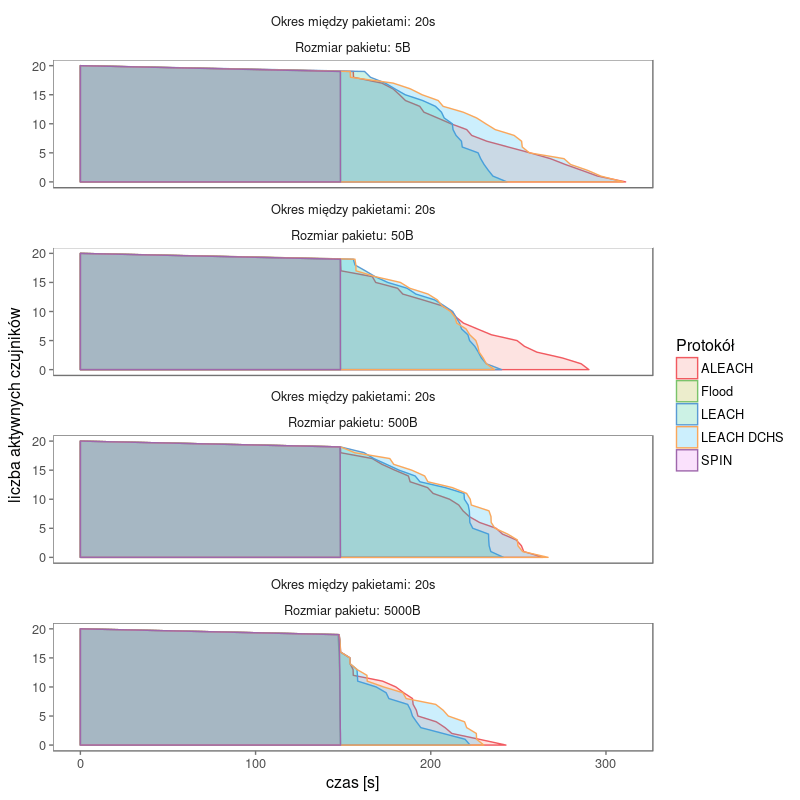 Okres między pakietami: 20s
Rozmiar pakietu: 5B
20
15
10
5
0
Okres między pakietami: 20s
Rozmiar pakietu: 50B
20
15
10
5
0
Okres między pakietami: 20s
Rozmiar pakietu: 500B
20
15
10
5
0
Okres między pakietami: 20s
Rozmiar pakietu: 5000B
20
15
10
5
0
0 100 200 300
czas [s]
liczba aktywnych czujników
Protokół
ALEACH
Flood
LEACH
LEACH DCHS
SPIN